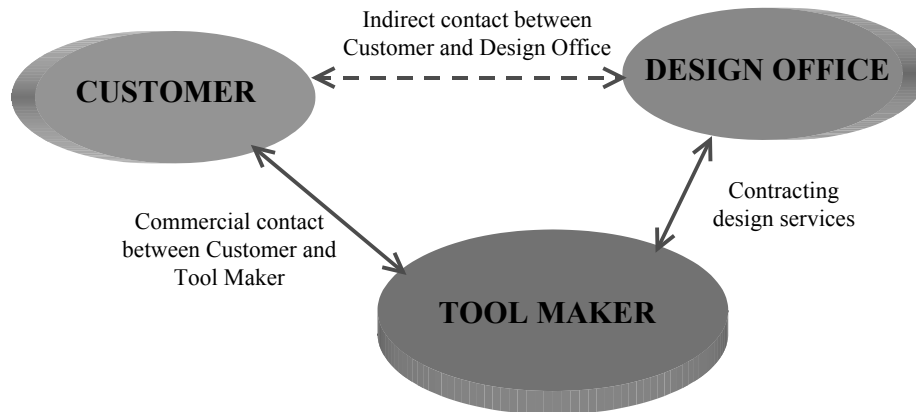 Indirect contact between
Customer and Design Office
CUSTOMER
DESIGN OFFICE
Commercial contact
between Customer and
Tool Maker
Contracting
design services
TOOL MAKER